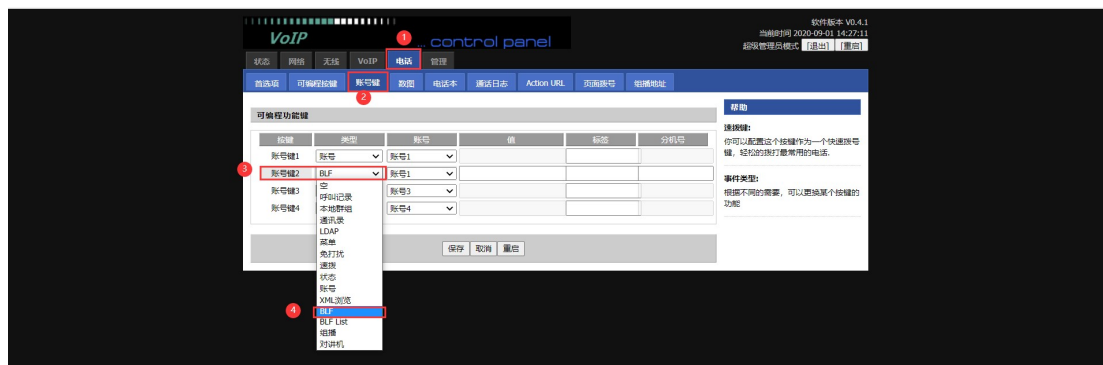 软件版本 V0.4.1
当前时间 2020-09-01 14:27:11
超级管理员模式 [退出] [重启]
VoIP
... control panel
1
状态 网络 无线 VoIP 电话 管理
首选项 可编程按键 账号键 数图 电话本 通话日志 Action URL 页面拨号 组播地址
2
可编程功能键
按键 类型 账号 值 标签 分机号
账号键1 账号 账号1
3 账号键2 BLF 账号1
账号键3 账号3
账号键4 账号4
空
呼叫记录
本地群组
通讯录
LDAP
菜单
免打扰
速拨
状态
账号
XML浏览
4 BLF
BLF List
组播
对讲机
保存 取消 重启
帮助
速拨键:
你可以配置这个按键作为一个快速拨号
键，轻松的拨打最常用的电话.
事件类型:
根据不同的需要，可以更换某个按键的
功能